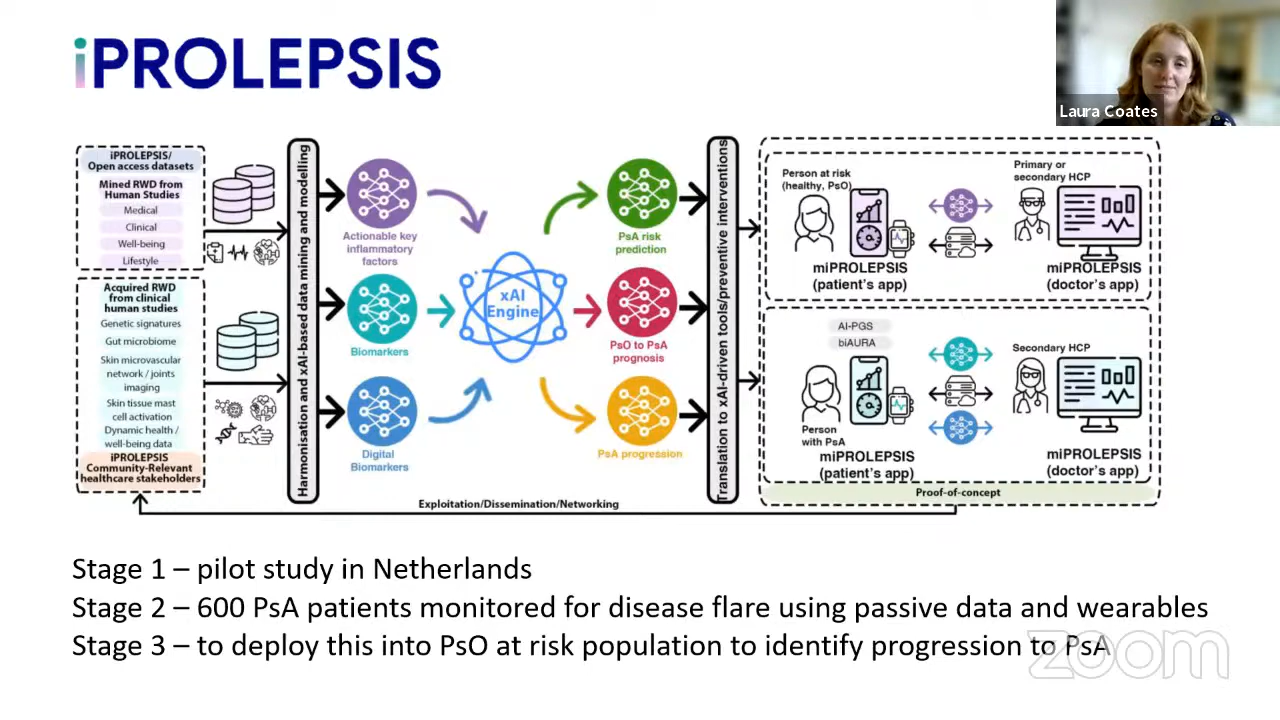 iPROLEPSIS
Laura Coates
iPROLEPSIS/
Open access datasets
Mined RWD from
Human Studies
Medical
Clinical
Well-being
Lifestyle
Acquired RWD
from clinical
human studies
Genetic signatures
Gut microbiome
Skin microvascular
network / joints
imaging
Skin tissue mast
cell activation
Dynamic health /
well-being data
iPROLEPSIS
Community-Relevant
healthcare stakeholders
Harmonisation and xAI-based data mining and modelling
Actionable key
inflammatory
factors
Biomarkers
Digital
Biomarkers
xAI
Engine
PsA risk
prediction
PsO to PsA
prognosis
PsA progression
Translation to xAI-driven tools/preventive interventions
Person at risk
(healthy, PsO)
miPROLEPSIS
(patient's app)
Primary or
secondary HCP
miPROLEPSIS
(doctor's app)
AI-PGS
biAURA
Person
with PsA
miPROLEPSIS
(patient's app)
Secondary HCP
miPROLEPSIS
(doctor's app)
Proof-of-concept
Exploitation/Dissemination/Networking
Stage 1 – pilot study in Netherlands
Stage 2 – 600 PsA patients monitored for disease flare using passive data and wearables
Stage 3 – to deploy this into PsO at risk population to identify progression to PsA
zoom